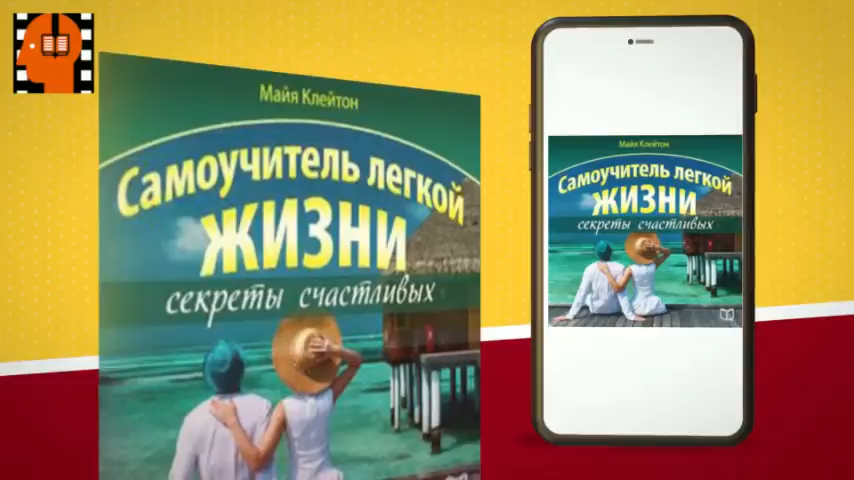 Майя Клейтон
Самоучитель легкой
жизни
секреты счастливых
Майя Клейтон
Самоучитель легкой
жизни
секреты счастливых